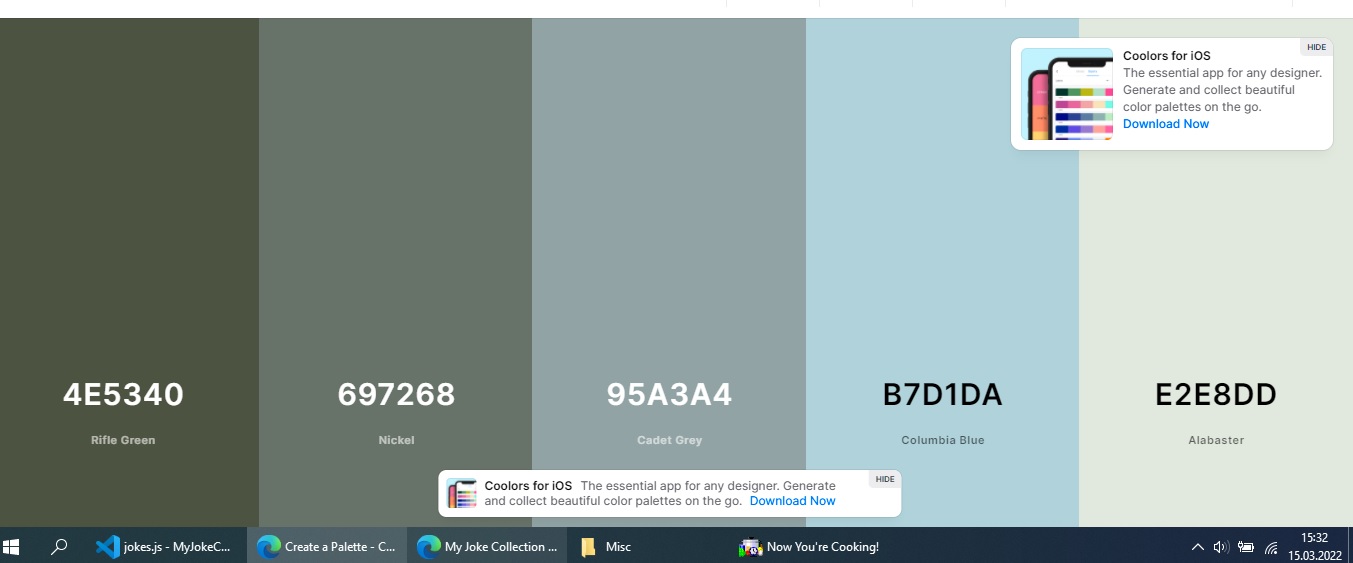 HIDE
Coolors for iOS
The essential app for any designer.
Generate and collect beautiful
color palettes on the go.
Download Now
4E5340
697268
95A3A4
B7D1DA
E2E8DD
Rifle Green
Nickel
Cadet Grey
Columbia Blue
Alabaster
HIDE
Coolors for iOS The essential app for any designer. Generate
and collect beautiful color palettes on the go. Download Now
jokes.js - MyJokeC...
Create a Palette - C...
My Joke Collection ...
Misc
Now You're Cooking!
15:32
15.03.2022